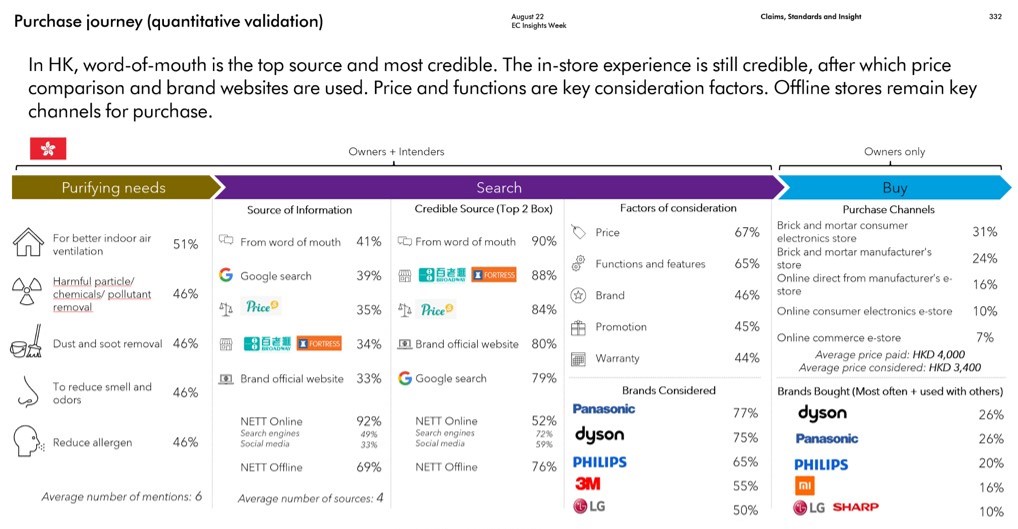 Purchase journey (quantitative validation)
August 22
EC Insights Week
Claims, Standards and Insight
332
In HK, word-of-mouth is the top source and most credible. The in-store experience is still credible, after which price
comparison and brand websites are used. Price and functions are key consideration factors. Offline stores remain key
channels for purchase.
Owners + Intenders
Owners only
Purifying needs
Search
Buy
For better indoor air
ventilation
51%
Harmful particle/
chemicals/ pollutant
removal
46%
Dust and soot removal 46%
To reduce smell and
odors
46%
Reduce allergen 46%
Average number of mentions: 6
Source of Information
From word of mouth 41%
Google search 39%
Price 35%
百老滙 BROADWAY FORTRESS 34%
Brand official website 33%
NETT Online 92%
Search engines 49%
Social media 33%
NETT Offline 69%
Average number of sources: 4
Credible Source (Top 2 Box)
From word of mouth 90%
百老滙 BROADWAY FORTRESS 88%
Price 84%
Brand official website 80%
Google search 79%
NETT Online 52%
Search engines 72%
Social media 59%
NETT Offline 76%
Factors of consideration
Price 67%
Functions and features 65%
Brand 46%
Promotion 45%
Warranty 44%
Brands Considered
Panasonic 77%
dyson 75%
PHILIPS 65%
3M 55%
LG 50%
Purchase Channels
Brick and mortar consumer
electronics store
31%
Brick and mortar manufacturer's
store
24%
Online direct from manufacturer's e-
store
16%
Online consumer electronics e-store 10%
Online commerce e-store 7%
Average price paid: HKD 4,000
Average price considered: HKD 3,400
Brands Bought (Most often + used with others)
dyson 26%
Panasonic 26%
PHILIPS 20%
mi 16%
LG SHARP 10%